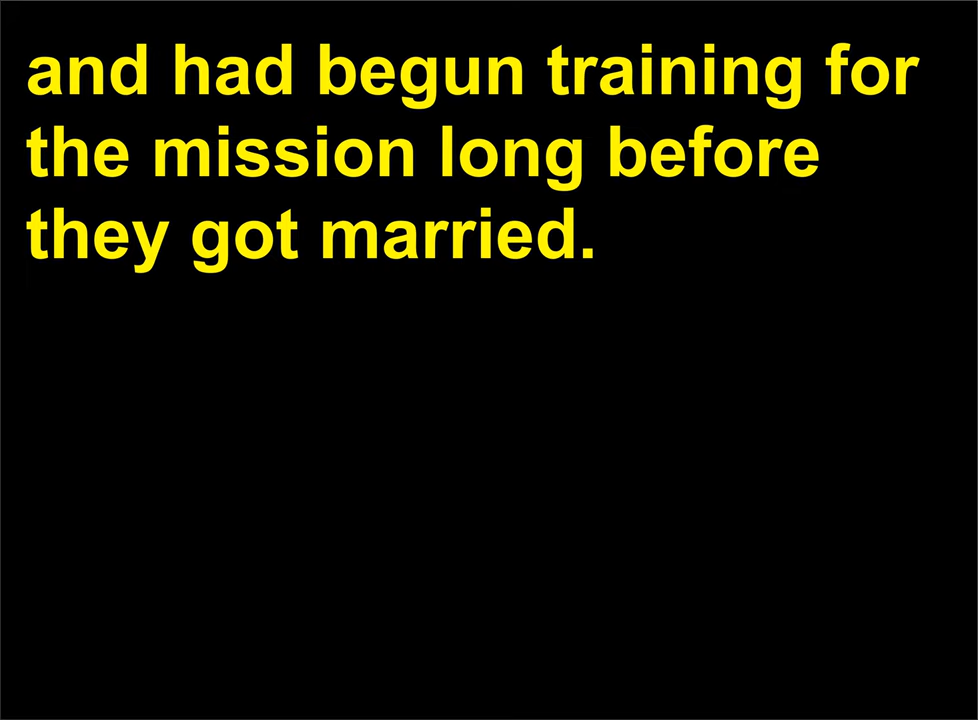 and had begun training for
the mission long before
they got married.